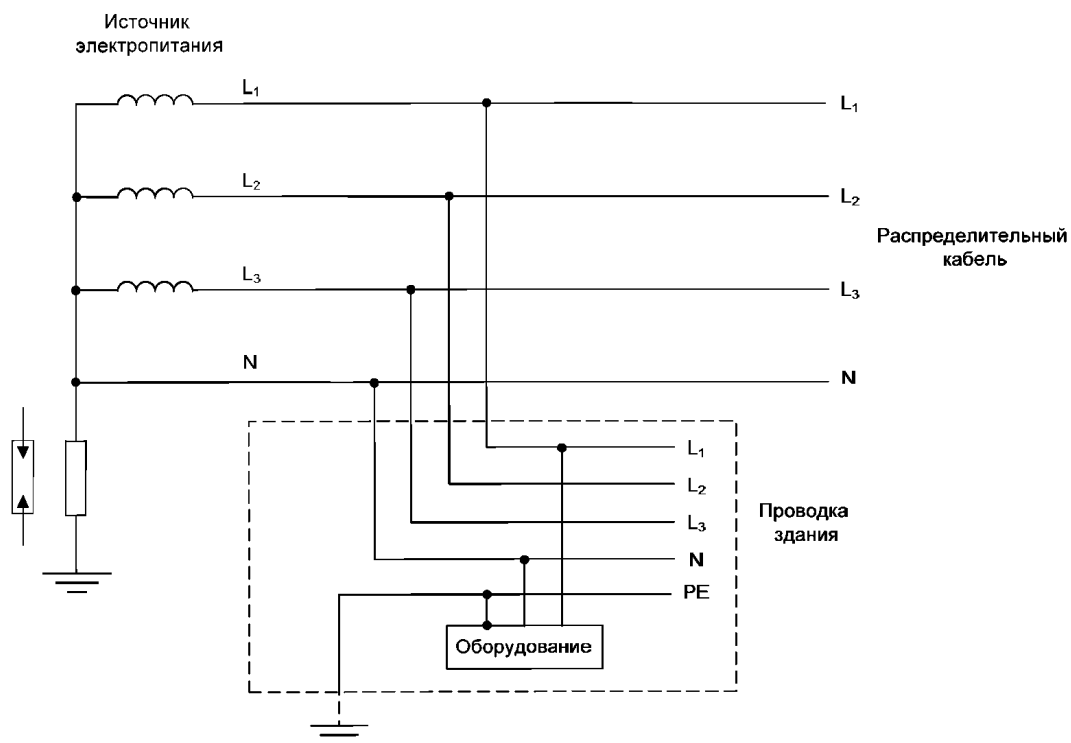 Источник
электропитания
L₁
L₁
L₂
L₂
Распределительный
кабель
L₃
L₃
N
N
L₁
L₂
Проводка
здания
L₃
N
PE
Оборудование